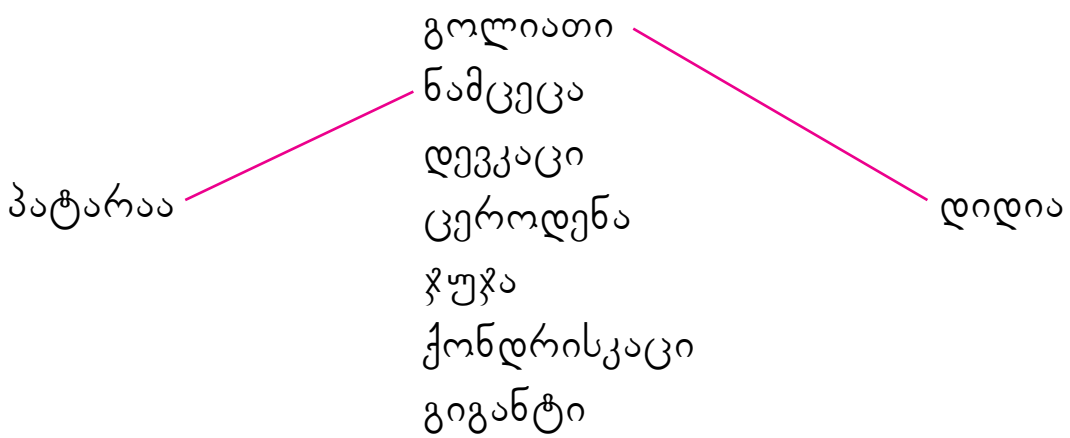 გოლიათი
ნამცეცა
დევკაცი
პატარაა
დიდია
ცეროდენა
ჯუჯა
ქონდრისკაცი
გიგანტი